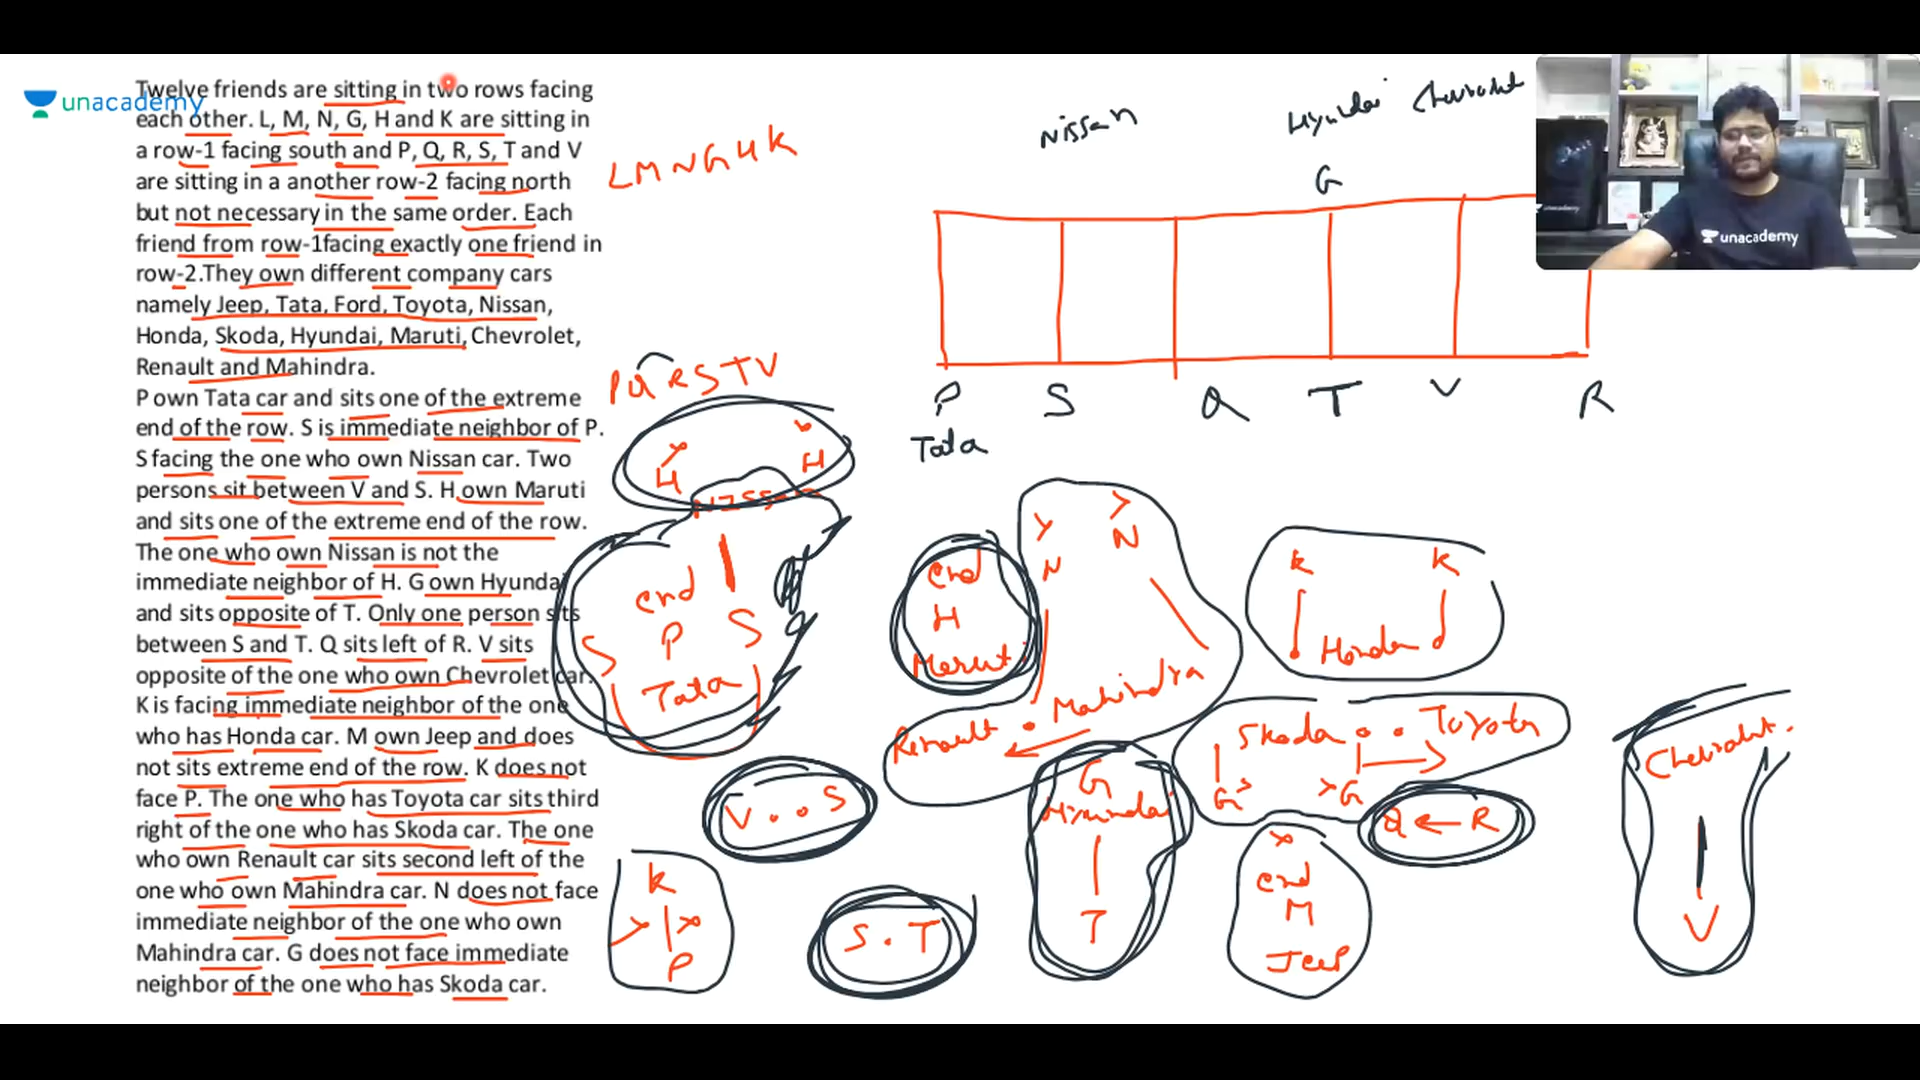 Twelve friends are sitting in two rows facing
each other. L, M, N, G, H and K are sitting in
a row-1 facing south and P, Q, R, S, T and V
are sitting in a another row-2 facing north
but not necessary in the same order. Each
friend from row-1facing exactly one friend in
row-2.They own different company cars
namely Jeep, Tata, Ford, Toyota, Nissan,
Honda, Skoda, Hyundai, Maruti, Chevrolet,
Renault and Mahindra.
P own Tata car and sits one of the extreme
end of the row. S is immediate neighbor of P.
S facing the one who own Nissan car. Two
persons sit between V and S. H own Maruti
and sits one of the extreme end of the row.
The one who own Nissan is not the
immediate neighbor of H. G own Hyundai
and sits opposite of T. Only one person sits
between S and T. Q sits left of R. V sits
opposite of the one who own Chevrolet car.
K is facing immediate neighbor of the one
who has Honda car. M own Jeep and does
not sits extreme end of the row. K does not
face P. The one who has Toyota car sits third
right of the one who has Skoda car. The one
who own Renault car sits second left of the
one who own Mahindra car. N does not face
immediate neighbor of the one who own
Mahindra car. G does not face immediate
neighbor of the one who has Skoda car.
unacademy
LMNGHK
PQRSTV
Nissan
Hyundai
G
P S Q T V R
Tata
H H
Nissan
end
S P S
Tata
end
H
Maruti
N N
Renault . Mahindra
K K
Honda
Skoda . . Toyota
G G
V . . S
G
T
Q ← R
K
P
S . T
end
M
Jeep
V
unacademy
unacademy